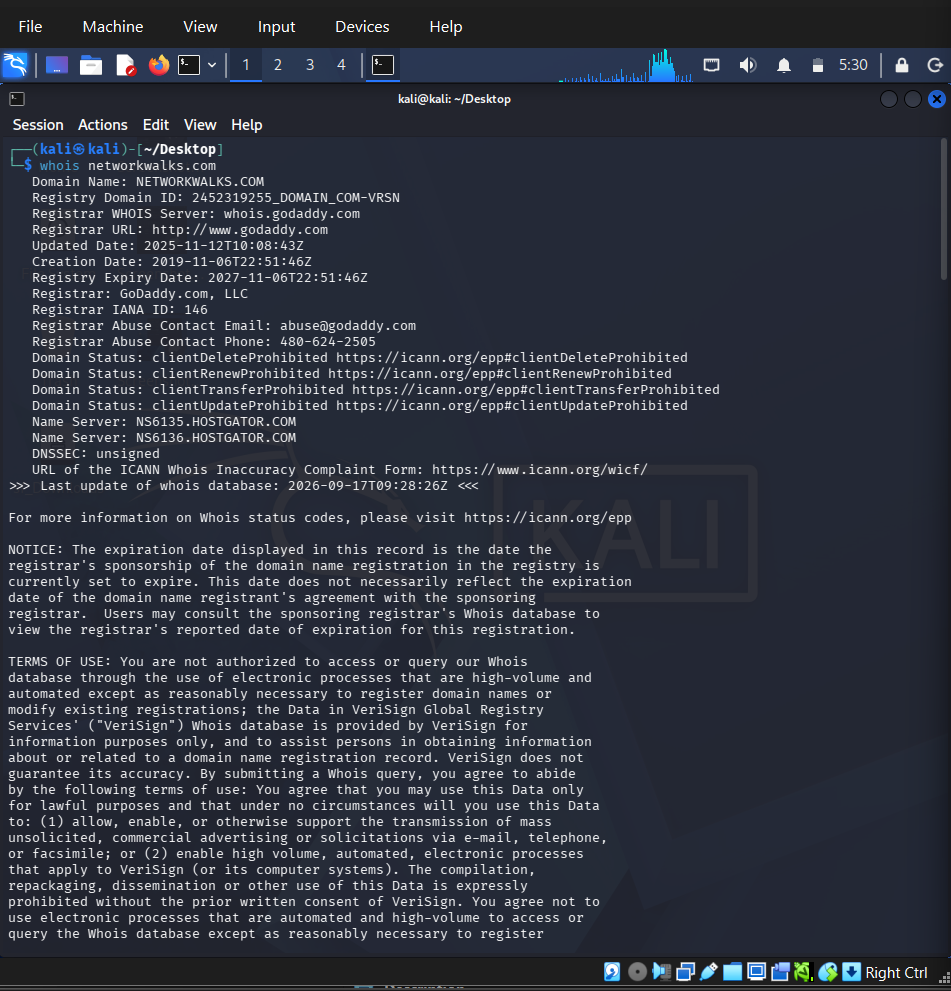 File Machine View Input Devices Help
1 2 3 4 5:30
kali@kali: ~/Desktop
Session Actions Edit View Help
┌──(kali㉿kali)-[~/Desktop]
└─$ whois networkwalks.com
Domain Name: NETWORKWALKS.COM
Registry Domain ID: 2452319255_DOMAIN_COM-VRSN
Registrar WHOIS Server: whois.godaddy.com
Registrar URL: http://www.godaddy.com
Updated Date: 2025-11-12T10:08:43Z
Creation Date: 2019-11-06T22:51:46Z
Registry Expiry Date: 2027-11-06T22:51:46Z
Registrar: GoDaddy.com, LLC
Registrar IANA ID: 146
Registrar Abuse Contact Email: abuse@godaddy.com
Registrar Abuse Contact Phone: 480-624-2505
Domain Status: clientDeleteProhibited https://icann.org/epp#clientDeleteProhibited
Domain Status: clientRenewProhibited https://icann.org/epp#clientRenewProhibited
Domain Status: clientTransferProhibited https://icann.org/epp#clientTransferProhibited
Domain Status: clientUpdateProhibited https://icann.org/epp#clientUpdateProhibited
Name Server: NS6135.HOSTGATOR.COM
Name Server: NS6136.HOSTGATOR.COM
DNSSEC: unsigned
URL of the ICANN Whois Inaccuracy Complaint Form: https://www.icann.org/wicf/
>>> Last update of whois database: 2026-09-17T09:28:26Z <<<
For more information on Whois status codes, please visit https://icann.org/epp
NOTICE: The expiration date displayed in this record is the date the
registrar's sponsorship of the domain name registration in the registry is
currently set to expire. This date does not necessarily reflect the expiration
date of the domain name registrant's agreement with the sponsoring
registrar.  Users may consult the sponsoring registrar's Whois database to
view the registrar's reported date of expiration for this registration.
TERMS OF USE: You are not authorized to access or query our Whois
database through the use of electronic processes that are high-volume and
automated except as reasonably necessary to register domain names or
modify existing registrations; the Data in VeriSign Global Registry
Services' ("VeriSign") Whois database is provided by VeriSign for
information purposes only, and to assist persons in obtaining information
about or related to a domain name registration record. VeriSign does not
guarantee its accuracy. By submitting a Whois query, you agree to abide
by the following terms of use: You agree that you may use this Data only
for lawful purposes and that under no circumstances will you use this Data
to: (1) allow, enable, or otherwise support the transmission of mass
unsolicited, commercial advertising or solicitations via e-mail, telephone,
or facsimile; or (2) enable high volume, automated, electronic processes
that apply to VeriSign (or its computer systems). The compilation,
repackaging, dissemination or other use of this Data is expressly
prohibited without the prior written consent of VeriSign. You agree not to
use electronic processes that are automated and high-volume to access or
query the Whois database except as reasonably necessary to register
KALI
Right Ctrl